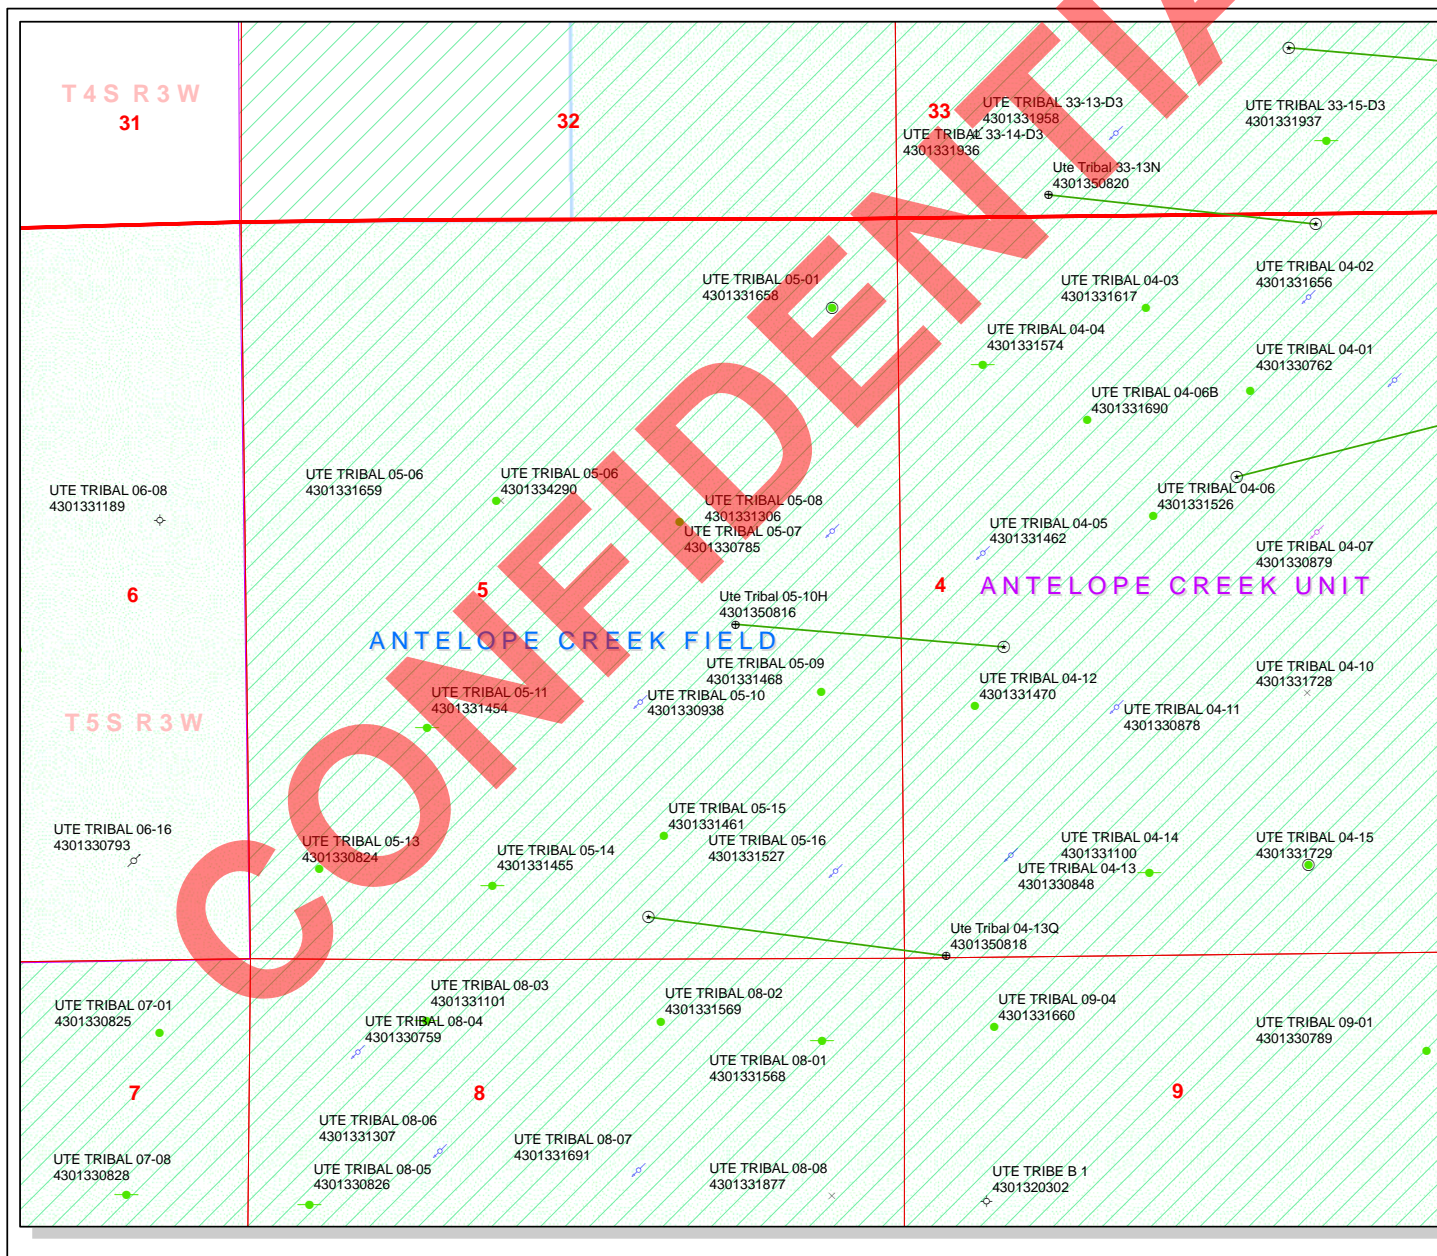 T4S R3W
31
32
33
UTE TRIBAL 33-13-D3
4301331958
UTE TRIBAL 33-14-D3
4301331936
UTE TRIBAL 33-15-D3
4301331937
Ute Tribal 33-13N
4301350820
UTE TRIBAL 05-01
4301331658
UTE TRIBAL 04-03
4301331617
UTE TRIBAL 04-02
4301331656
UTE TRIBAL 04-04
4301331574
UTE TRIBAL 04-01
4301330762
UTE TRIBAL 04-06B
4301331690
UTE TRIBAL 06-08
4301331189
UTE TRIBAL 05-06
4301331659
UTE TRIBAL 05-06
4301334290
UTE TRIBAL 05-08
4301331306
UTE TRIBAL 05-07
4301330785
UTE TRIBAL 04-06
4301331526
UTE TRIBAL 04-05
4301331462
UTE TRIBAL 04-07
4301330879
6
5
4
ANTELOPE CREEK UNIT
Ute Tribal 05-10H
4301350816
ANTELOPE CREEK FIELD
UTE TRIBAL 05-09
4301331468
UTE TRIBAL 04-12
4301331470
UTE TRIBAL 04-10
4301331728
UTE TRIBAL 05-11
4301331454
UTE TRIBAL 05-10
4301330938
UTE TRIBAL 04-11
4301330878
T5S R3W
UTE TRIBAL 06-16
4301330793
UTE TRIBAL 05-13
4301330824
UTE TRIBAL 05-14
4301331455
UTE TRIBAL 05-15
4301331461
UTE TRIBAL 05-16
4301331527
UTE TRIBAL 04-14
4301331100
UTE TRIBAL 04-13
4301330848
UTE TRIBAL 04-15
4301331729
Ute Tribal 04-13Q
4301350818
UTE TRIBAL 07-01
4301330825
UTE TRIBAL 08-03
4301331101
UTE TRIBAL 08-04
4301330759
UTE TRIBAL 08-02
4301331569
UTE TRIBAL 08-01
4301331568
UTE TRIBAL 09-04
4301331660
UTE TRIBAL 09-01
4301330789
7
8
9
UTE TRIBAL 08-06
4301331307
UTE TRIBAL 08-07
4301331691
UTE TRIBAL 07-08
4301330828
UTE TRIBAL 08-05
4301330826
UTE TRIBAL 08-08
4301331877
UTE TRIBE B 1
4301320302
CONFIDENTIA